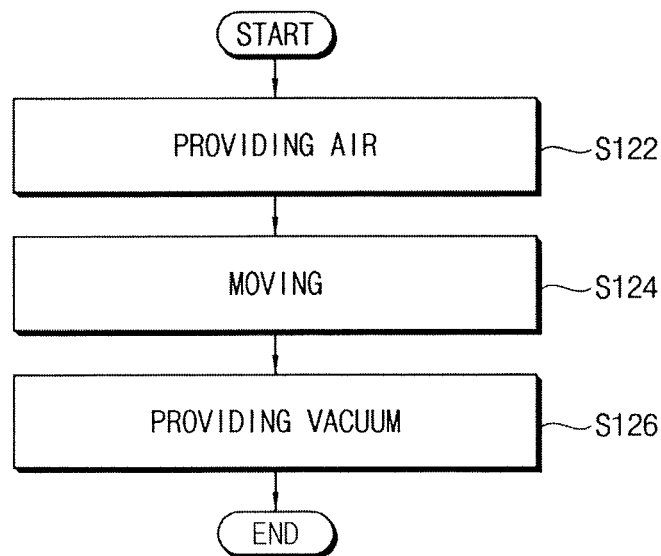 START
PROVIDING AIR
S122
MOVING
S124
PROVIDING VACUUM
S126
END